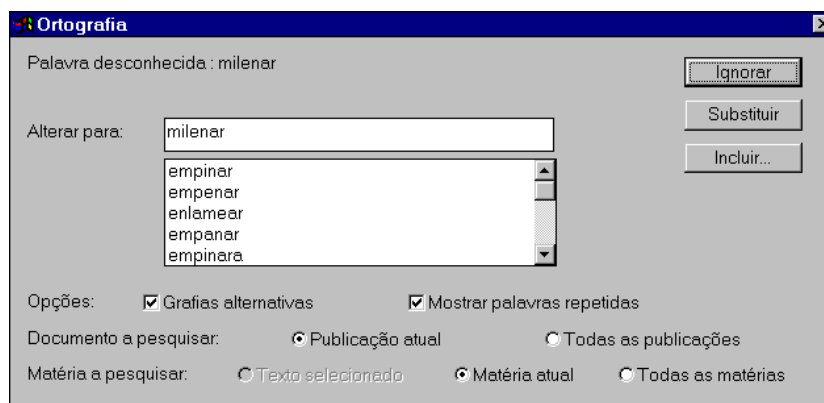 Ortografia
Palavra desconhecida : milenar
Ignorar
Substituir
Alterar para: milenar
Incluir...
empinar
empenar
enlamear
empanar
empinara
Opções: Grafias alternativas Mostrar palavras repetidas
Documento a pesquisar: Publicação atual Todas as publicações
Matéria a pesquisar: Texto selecionado Matéria atual Todas as matérias